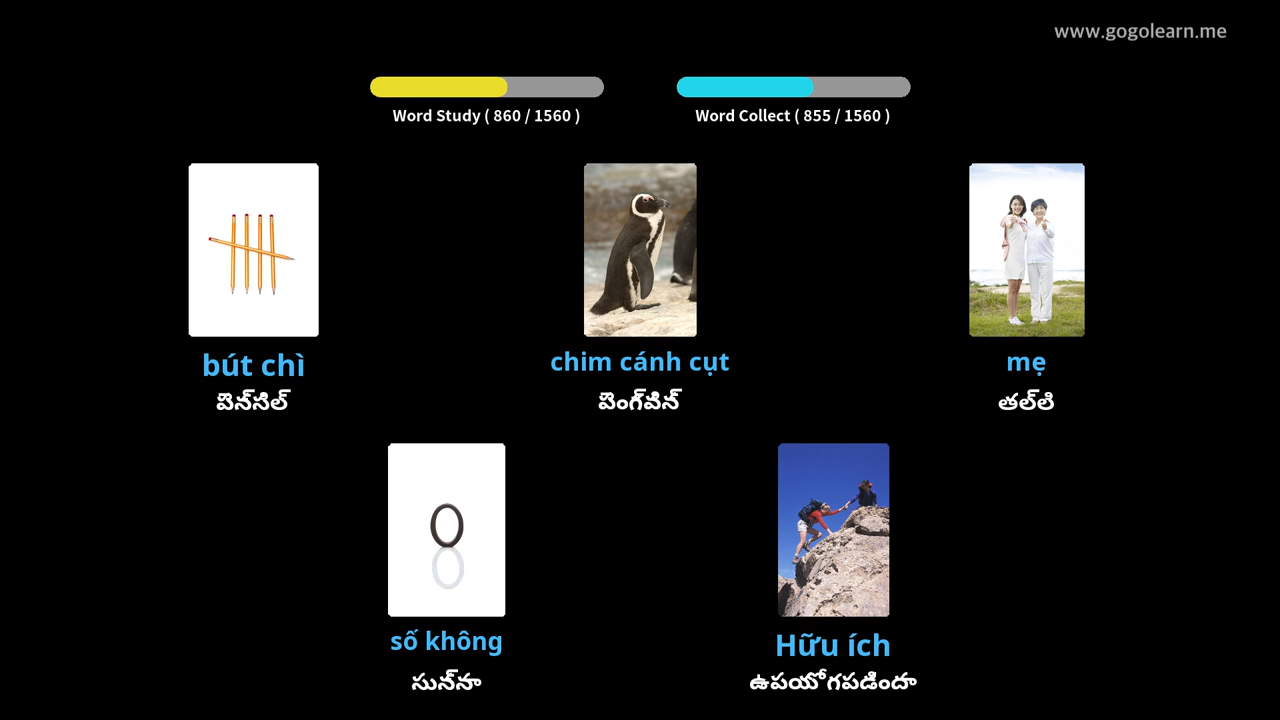 www.gogolearn.me
Word Study ( 860 / 1560 )
Word Collect ( 855 / 1560 )
bút chì
పెన్‌సిల్
chim cánh cụt
పెంగ్‌విన్
mẹ
తల్‌లి
số không
సున్‌నా
Hữu ích
ఉపయోగపడిందా